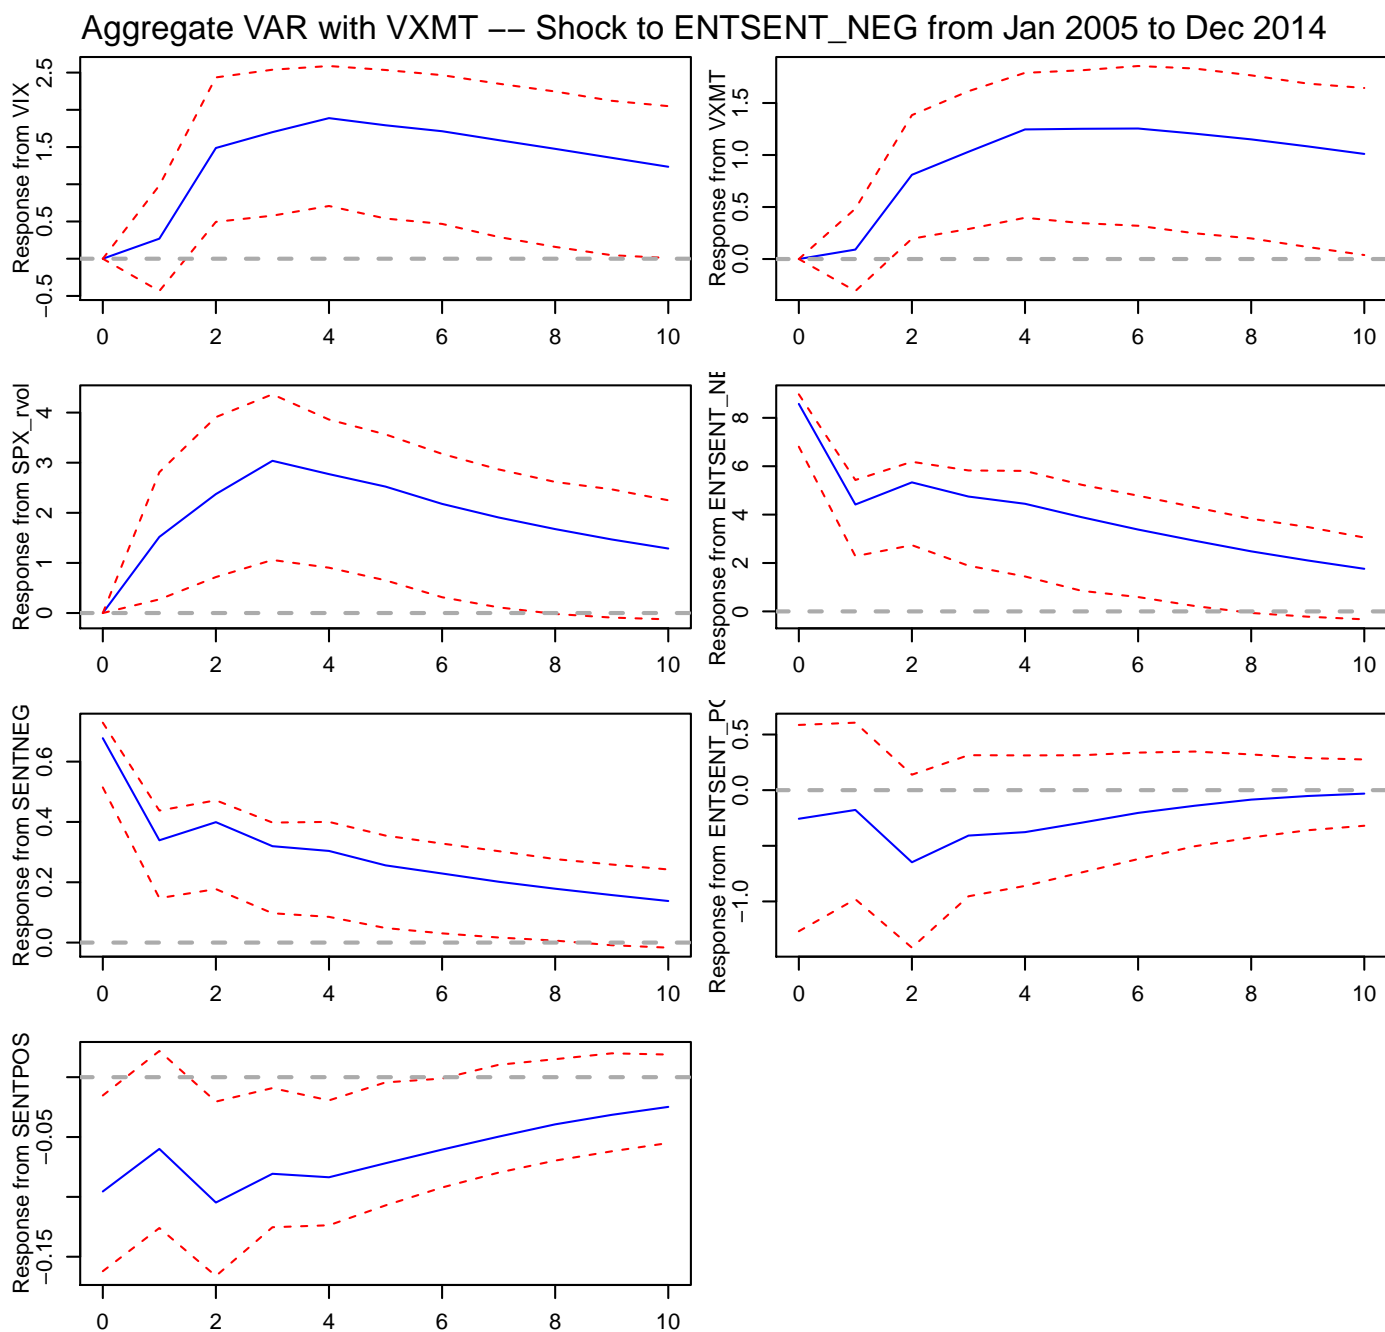 Aggregate VAR with VXMT −− Shock to ENTSENT_NEG from Jan 2005 to Dec 2014
Response from VIX
−0.5 0.5 1.5 2.5
0 2 4 6 8 10
Response from VXMT
0.0 0.5 1.0 1.5
0 2 4 6 8 10
Response from SPX_rvol
0 1 2 3 4
0 2 4 6 8 10
Response from ENTSENT_NE
0 2 4 6 8
0 2 4 6 8 10
Response from SENTNEG
0.0 0.2 0.4 0.6
0 2 4 6 8 10
Response from ENTSENT_PO
−1.0 0.0 0.5
0 2 4 6 8 10
Response from SENTPOS
−0.15 −0.05
0 2 4 6 8 10